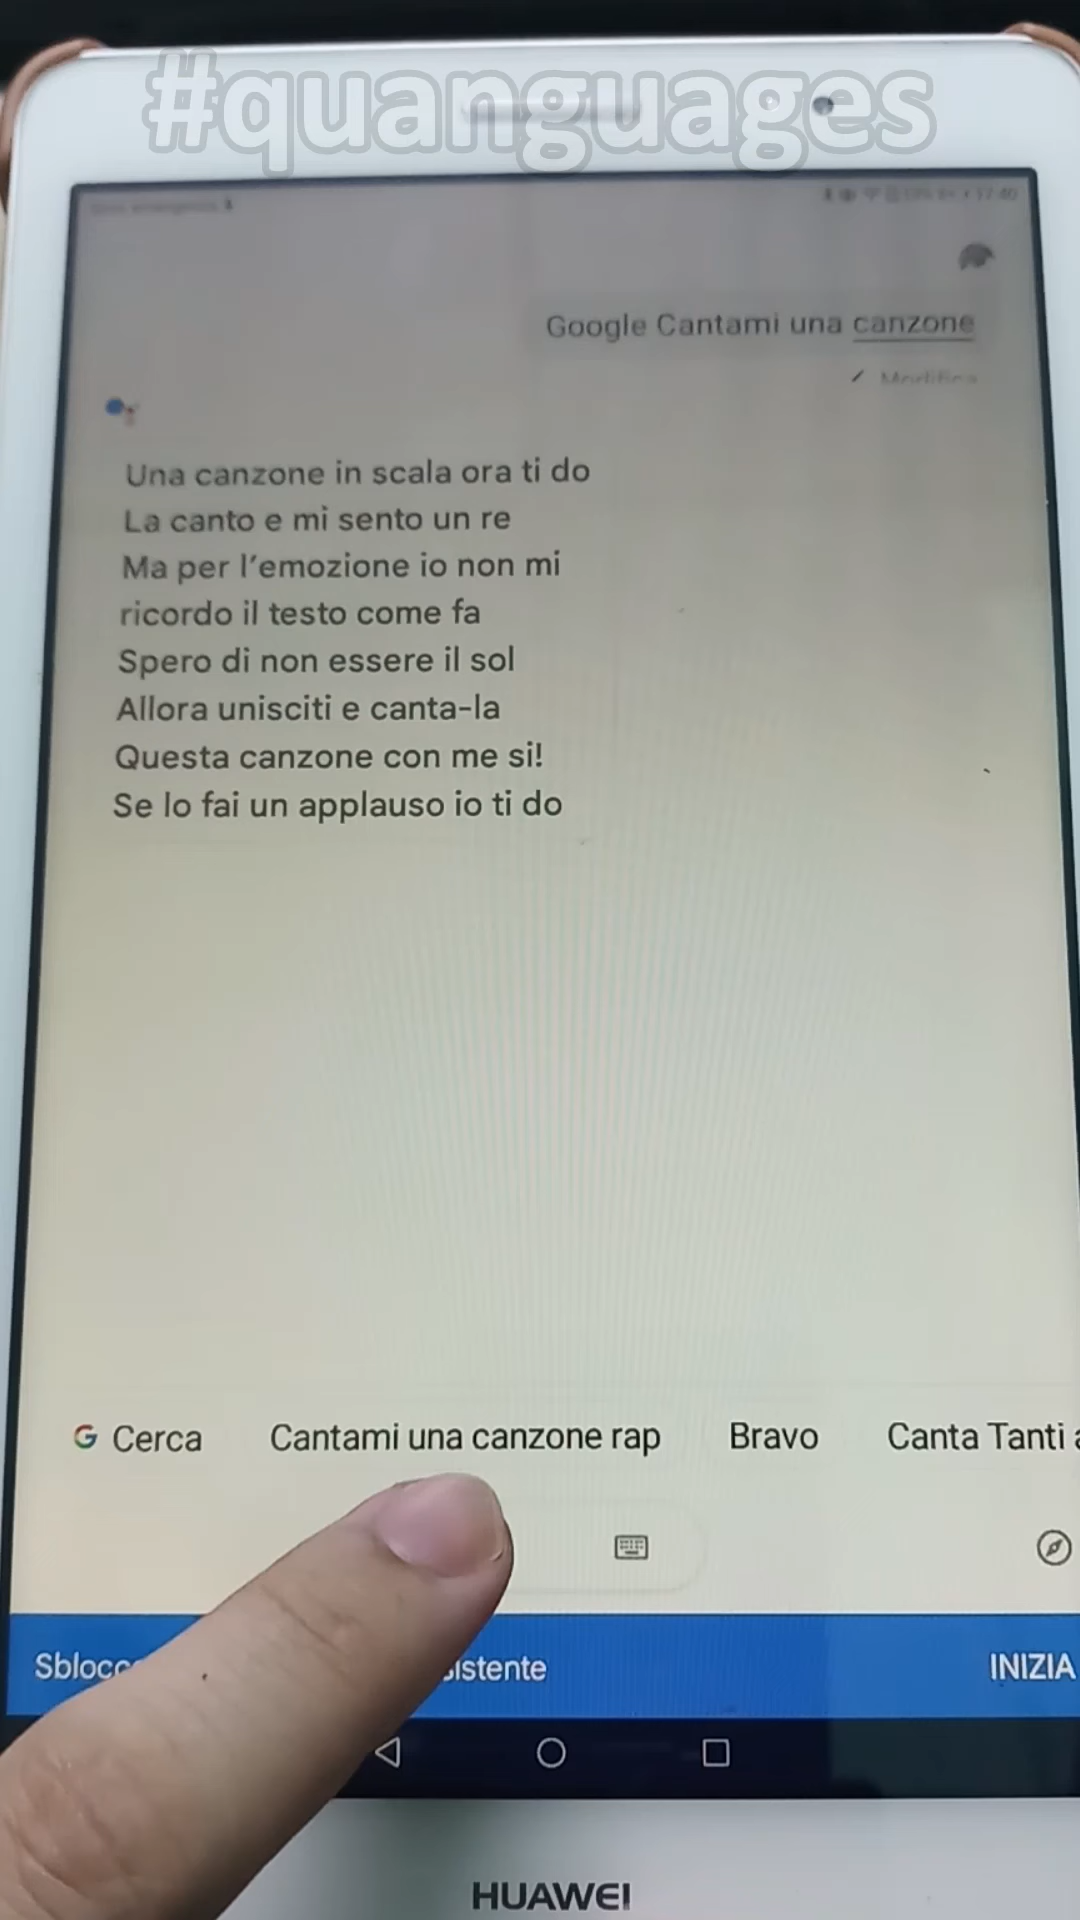 #quanguages
17:40
Google Cantami una canzone
Modifica
Una canzone in scala ora ti do
La canto e mi sento un re
Ma per l'emozione io non mi
ricordo il testo come fa
Spero di non essere il sol
Allora unisciti e canta-la
Questa canzone con me si!
Se lo fai un applauso io ti do
G Cerca Cantami una canzone rap Bravo Canta Tanti
INIZIA
HUAWEI